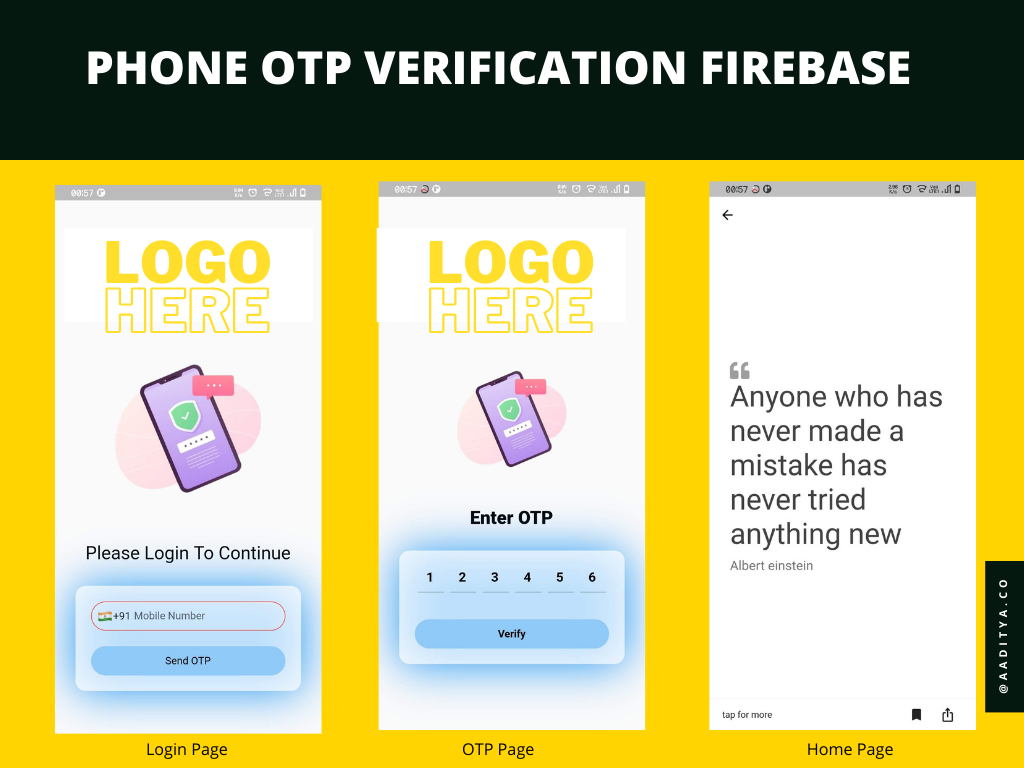 PHONE OTP VERIFICATION FIREBASE
00:57
LOGO
HERE
Please Login To Continue
+91 Mobile Number
Send OTP
Login Page
00:57
LOGO
HERE
Enter OTP
1 2 3 4 5 6
Verify
OTP Page
00:57
Anyone who has
never made a
mistake has
never tried
anything new
Albert einstein
tap for more
Home Page
@AADITYA.CO